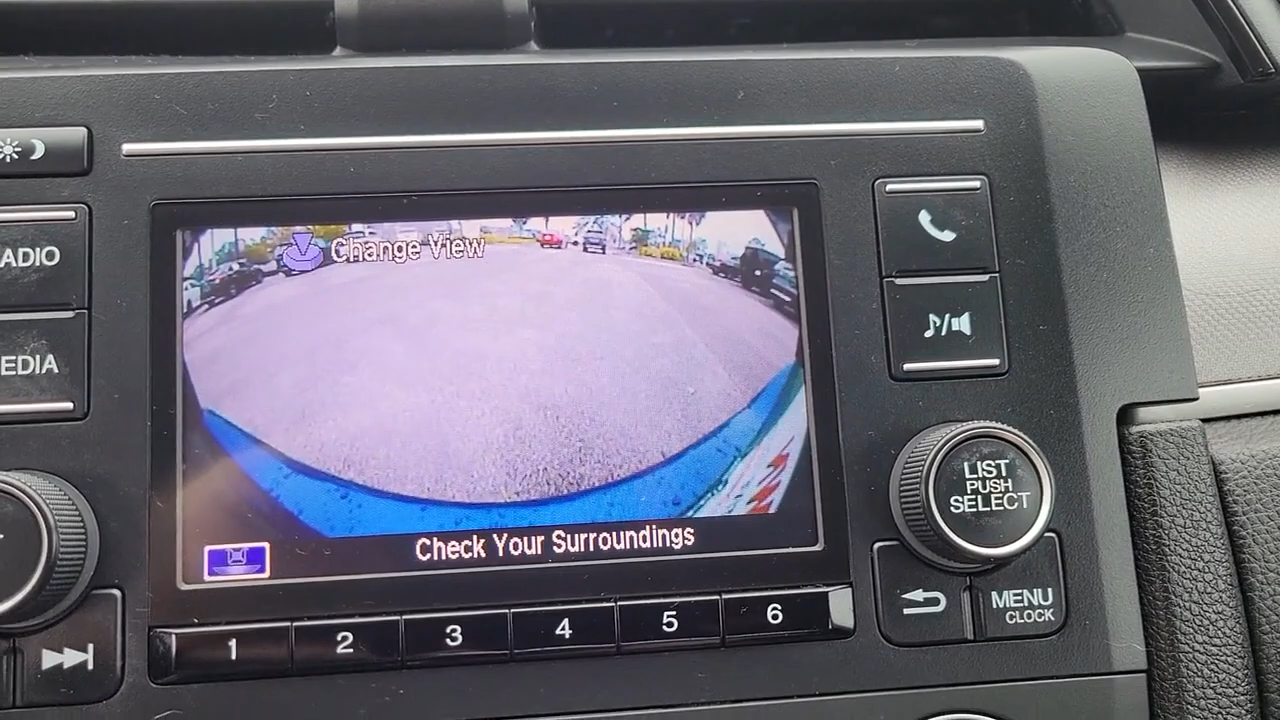 ADIO
EDIA
Change View
Check Your Surroundings
1 2 3 4 5 6
LIST
PUSH
SELECT
MENU
CLOCK